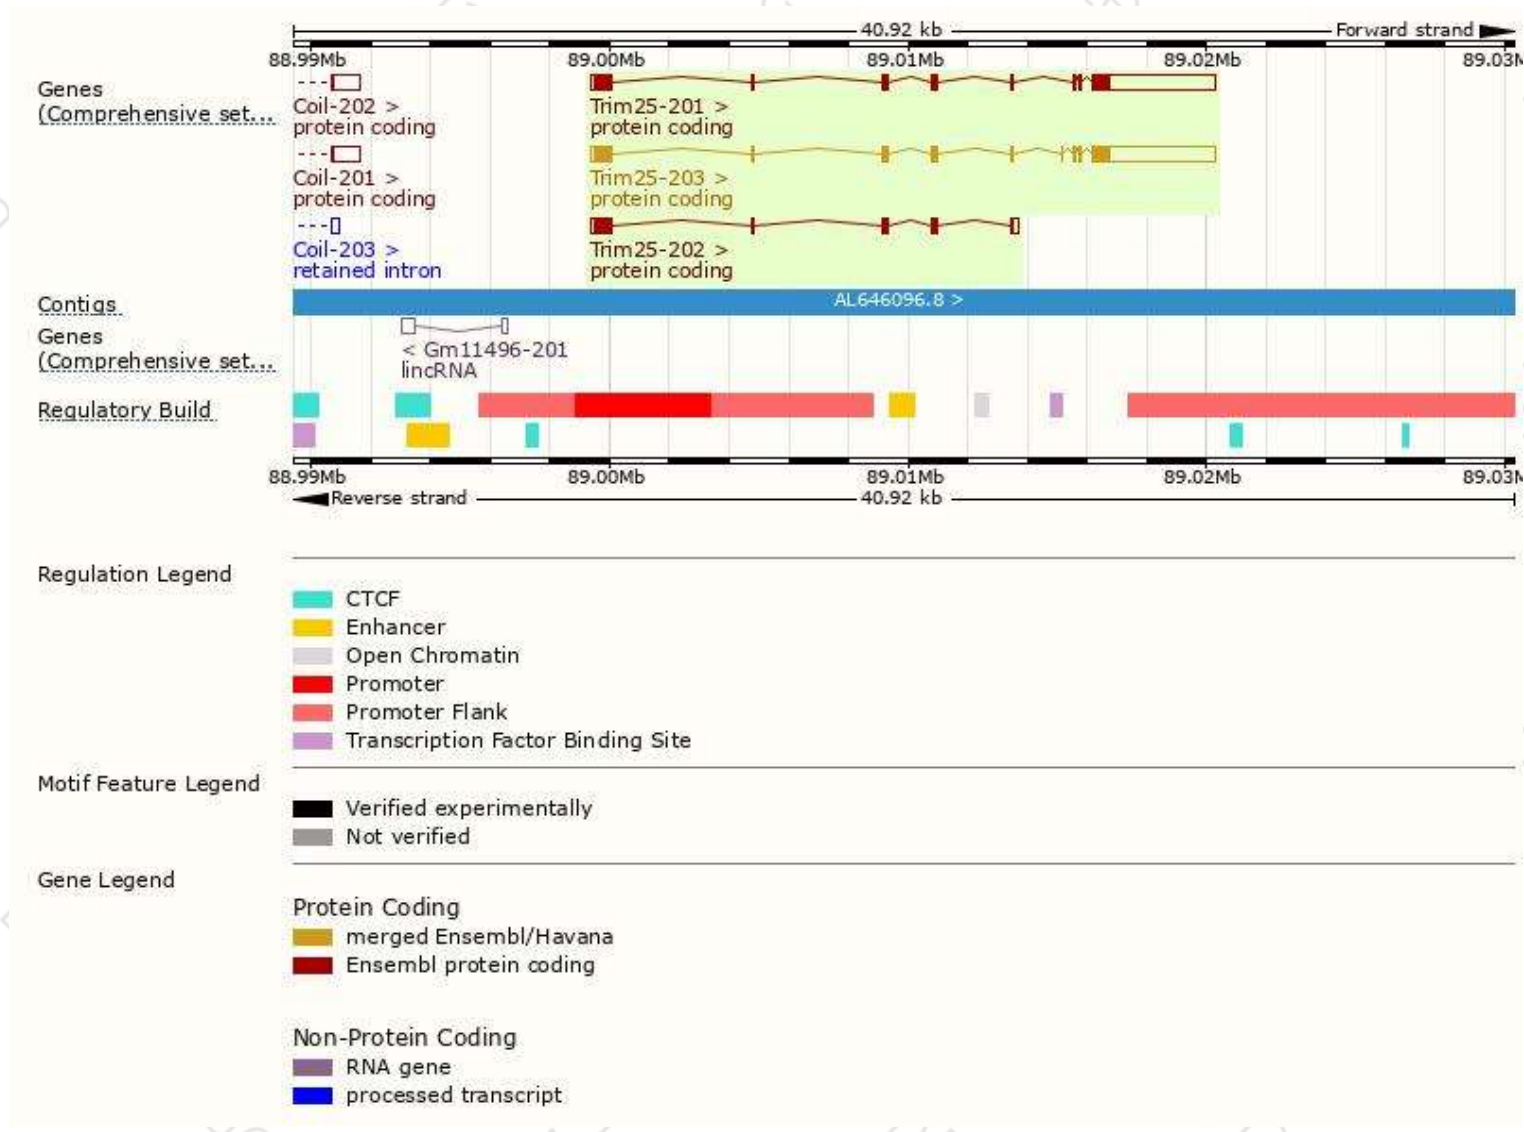 40.92 kb
Forward strand
88.99Mb 89.00Mb 89.01Mb 89.02Mb 89.03M
Genes
(Comprehensive set...
Coil-202 >
protein coding
Trim25-201 >
protein coding
Coil-201 >
protein coding
Trim25-203 >
protein coding
Coil-203 >
retained intron
Trim25-202 >
protein coding
Contigs
AL646096.8 >
Genes
(Comprehensive set...
< Gm11496-201
lincRNA
Regulatory Build
88.99Mb 89.00Mb 89.01Mb 89.02Mb 89.03M
Reverse strand
40.92 kb
Regulation Legend
CTCF
Enhancer
Open Chromatin
Promoter
Promoter Flank
Transcription Factor Binding Site
Motif Feature Legend
Verified experimentally
Not verified
Gene Legend
Protein Coding
merged Ensembl/Havana
Ensembl protein coding
Non-Protein Coding
RNA gene
processed transcript